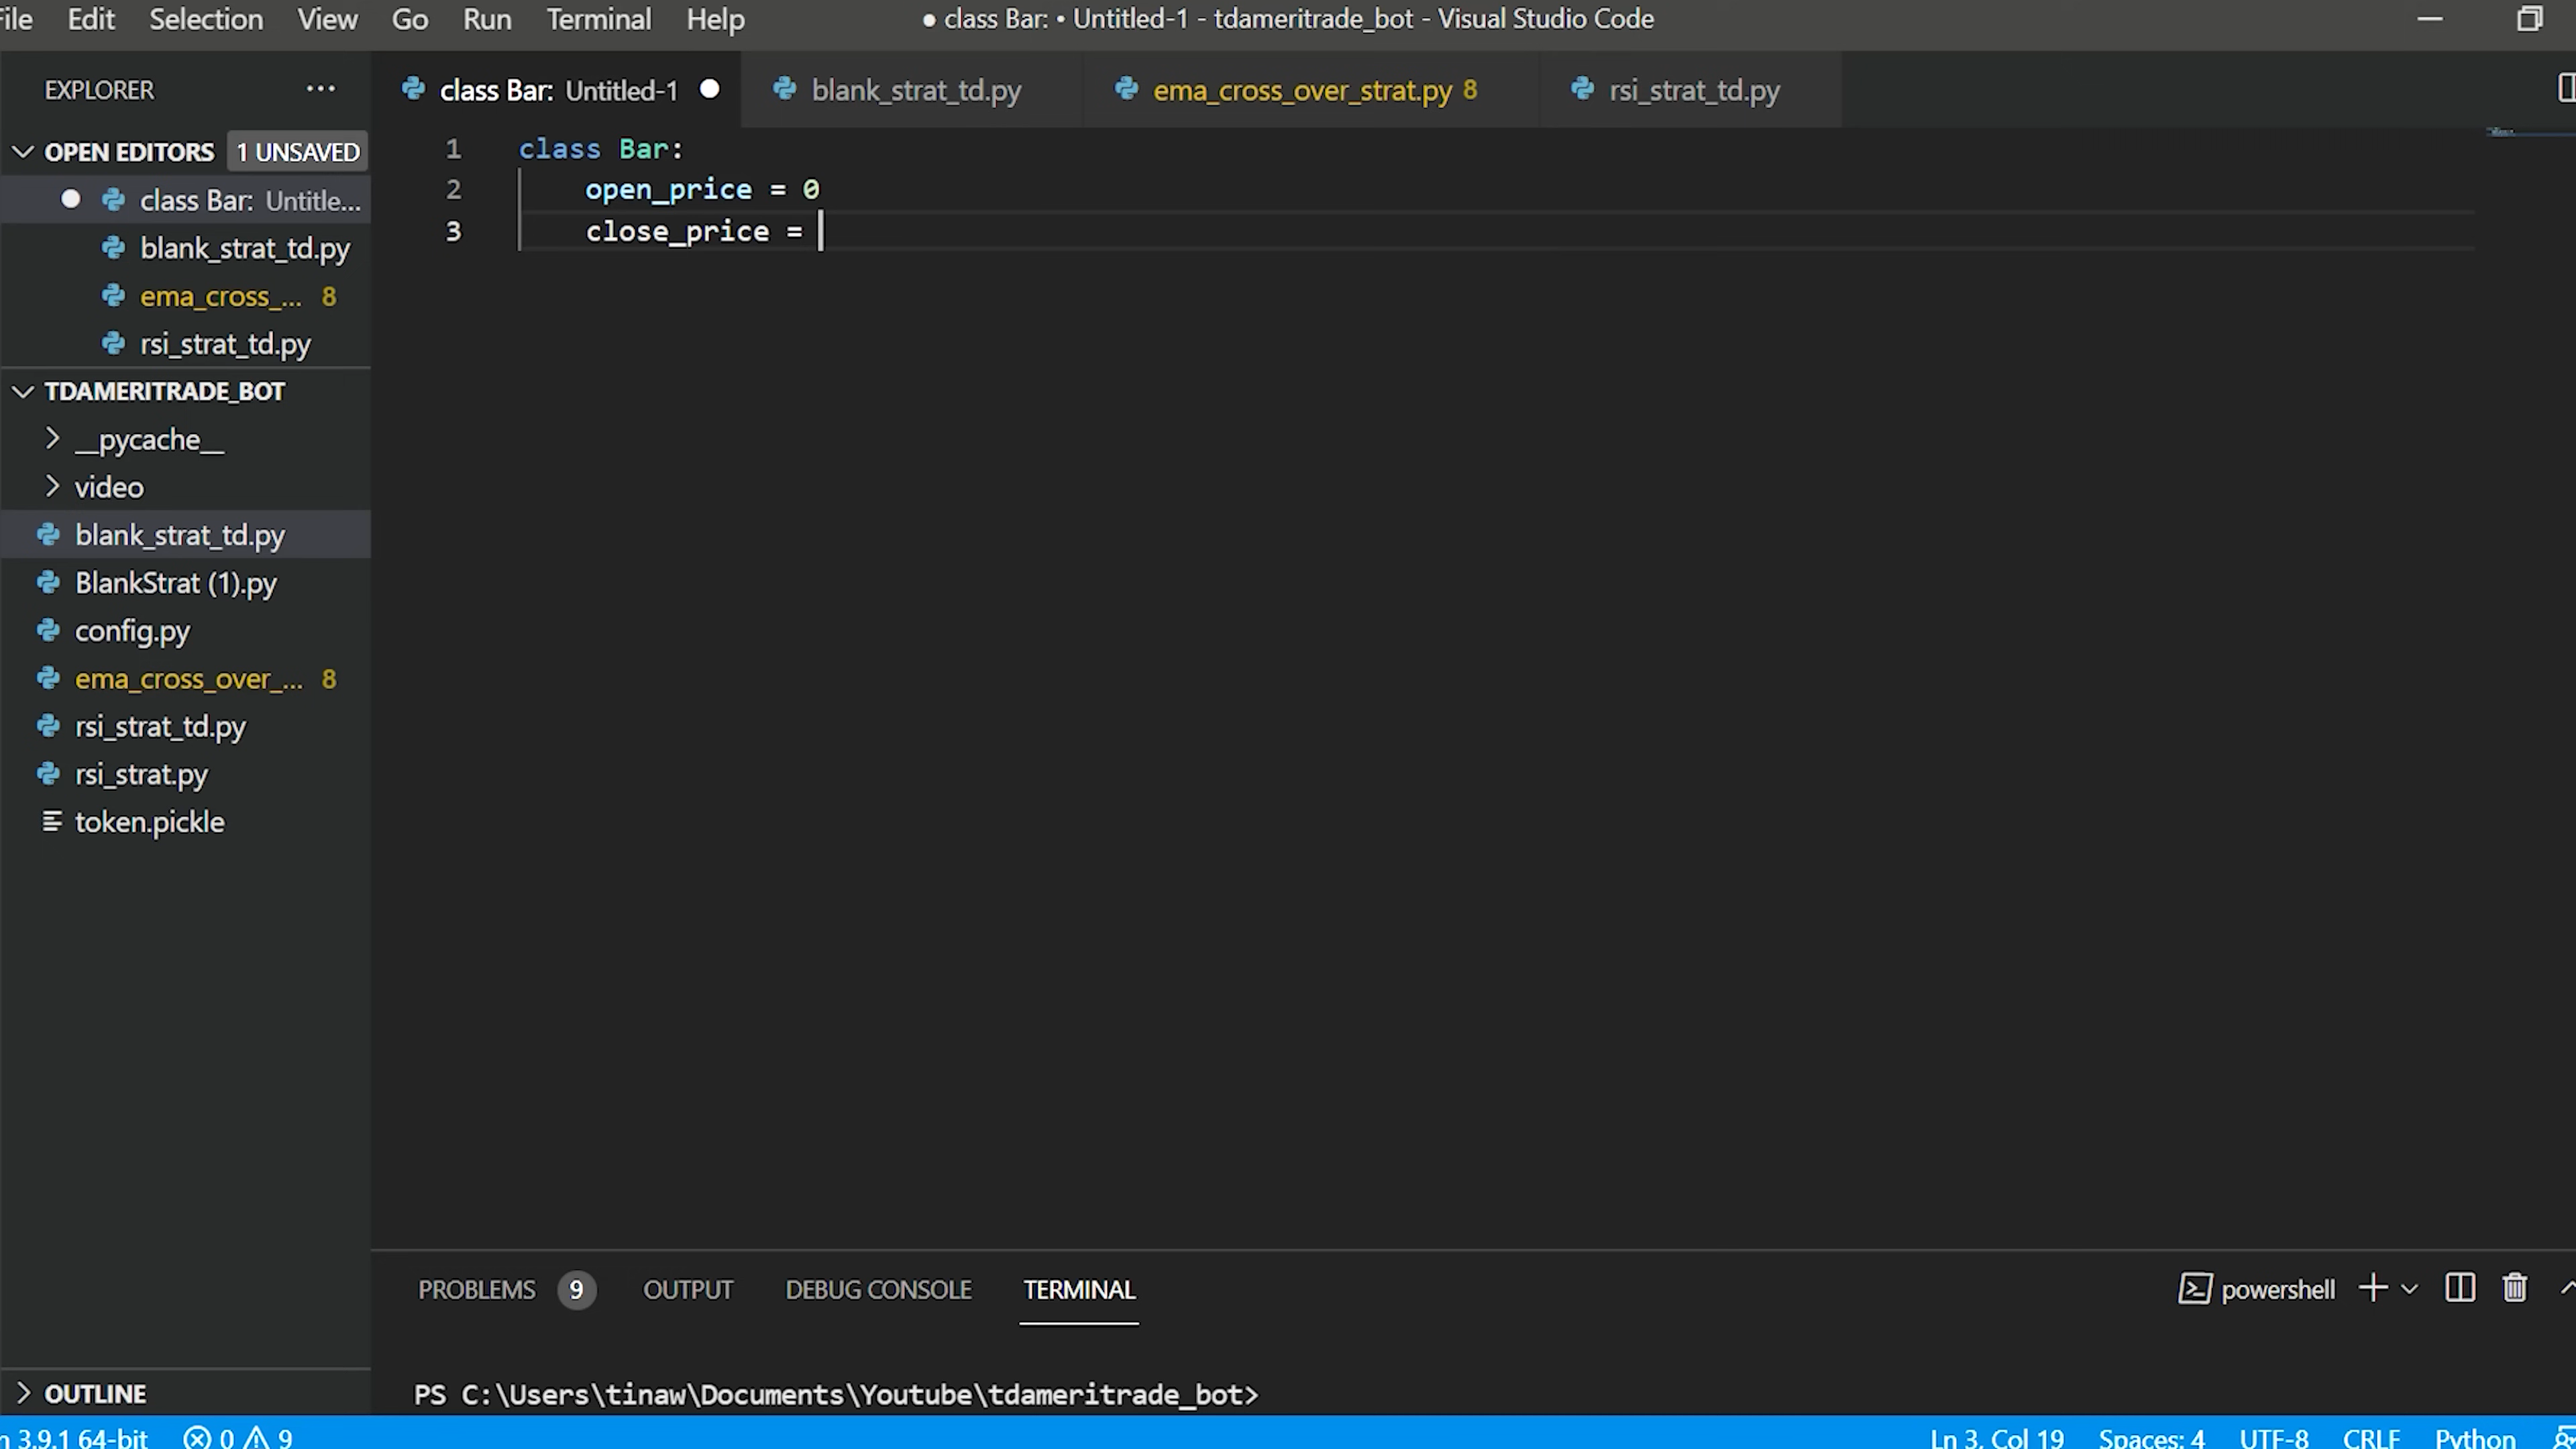 File Edit Selection View Go Run Terminal Help ● class Bar: • Untitled-1 - tdameritrade_bot - Visual Studio Code
EXPLORER ···
OPEN EDITORS 1 UNSAVED
class Bar: Untitle...
blank_strat_td.py
ema_cross_... 8
rsi_strat_td.py
TDAMERITRADE_BOT
__pycache__
video
blank_strat_td.py
BlankStrat (1).py
config.py
ema_cross_over_... 8
rsi_strat_td.py
rsi_strat.py
token.pickle
OUTLINE
class Bar: Untitled-1 blank_strat_td.py ema_cross_over_strat.py 8 rsi_strat_td.py
1 class Bar:
2 open_price = 0
3 close_price =
PROBLEMS 9 OUTPUT DEBUG CONSOLE TERMINAL powershell
PS C:\Users\tinaw\Documents\Youtube\tdameritrade_bot>
n 3.9.1 64-bit 0 9 Ln 3, Col 19 Spaces: 4 UTF-8 CRLF Python